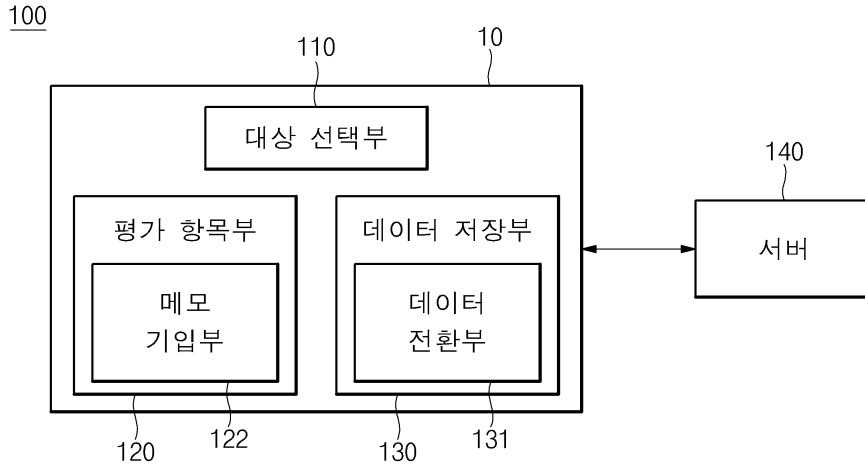 100
110
10
대상 선택부
140
평가 항목부
데이터 저장부
서버
메모
기입부
데이터
전환부
120
122
130
131